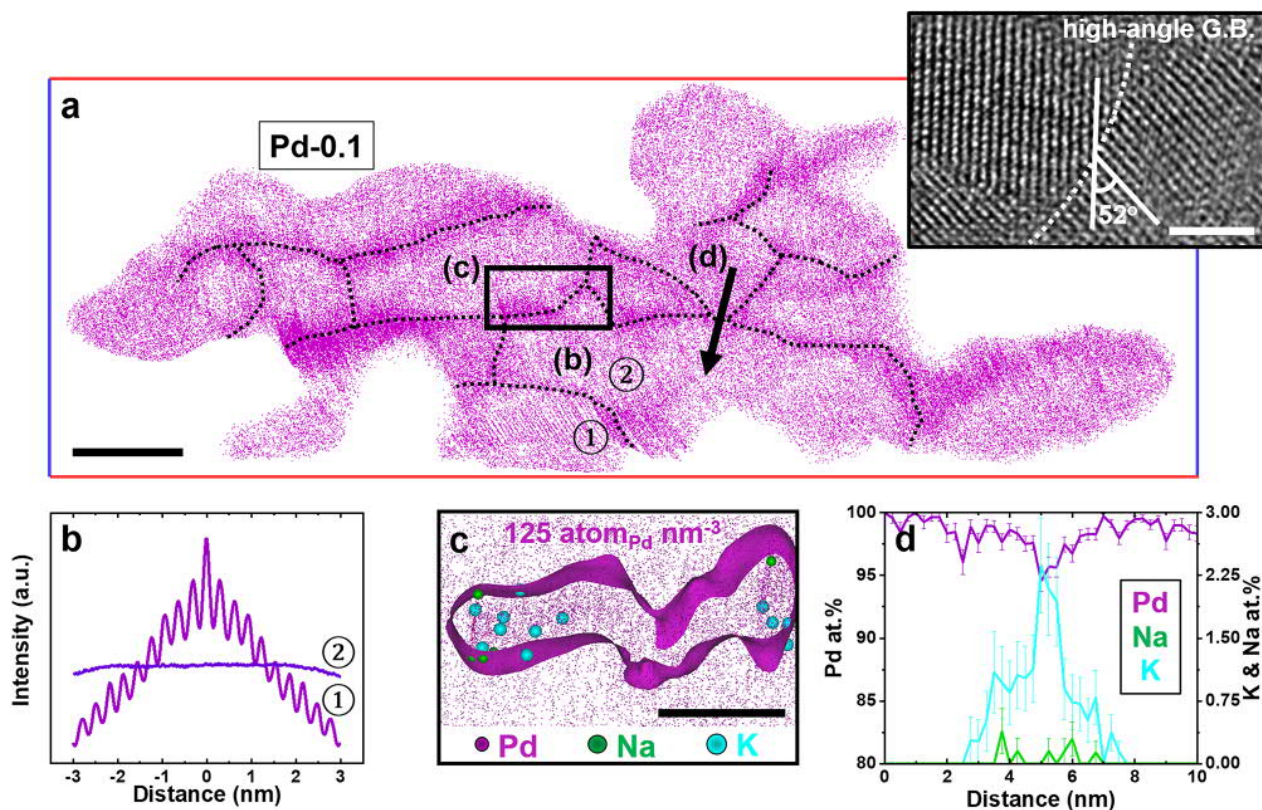 high-angle G.B.
52°
a
Pd-0.1
(c)
(d)
(b)
②
①
b
Intensity (a.u.)
②
①
-3 -2 -1 0 1 2 3
Distance (nm)
c
125 atomPd nm-3
Pd Na K
d
Pd at.%
100
95
90
85
80
3.00
2.25
1.50
0.75
0.00
K & Na at.%
Pd
Na
K
0 2 4 6 8 10
Distance (nm)